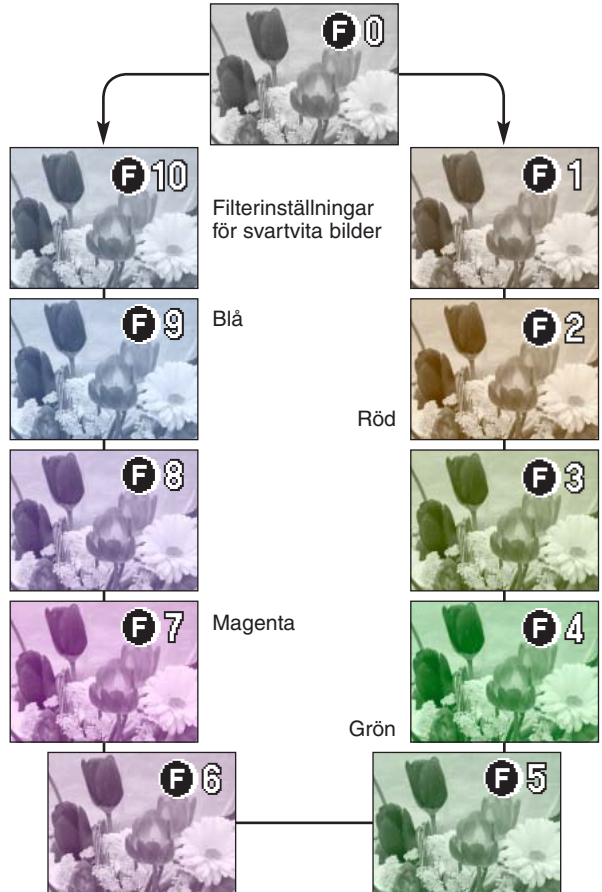 F 0
F 10
F 1
Filterinställningar
för svartvita bilder
F 9
Blå
F 2
Röd
F 8
F 3
F 7
Magenta
F 4
Grön
F 6
F 5